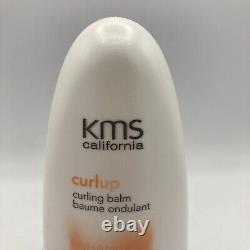 kms
california
curlup
curling balm
baume ondulant